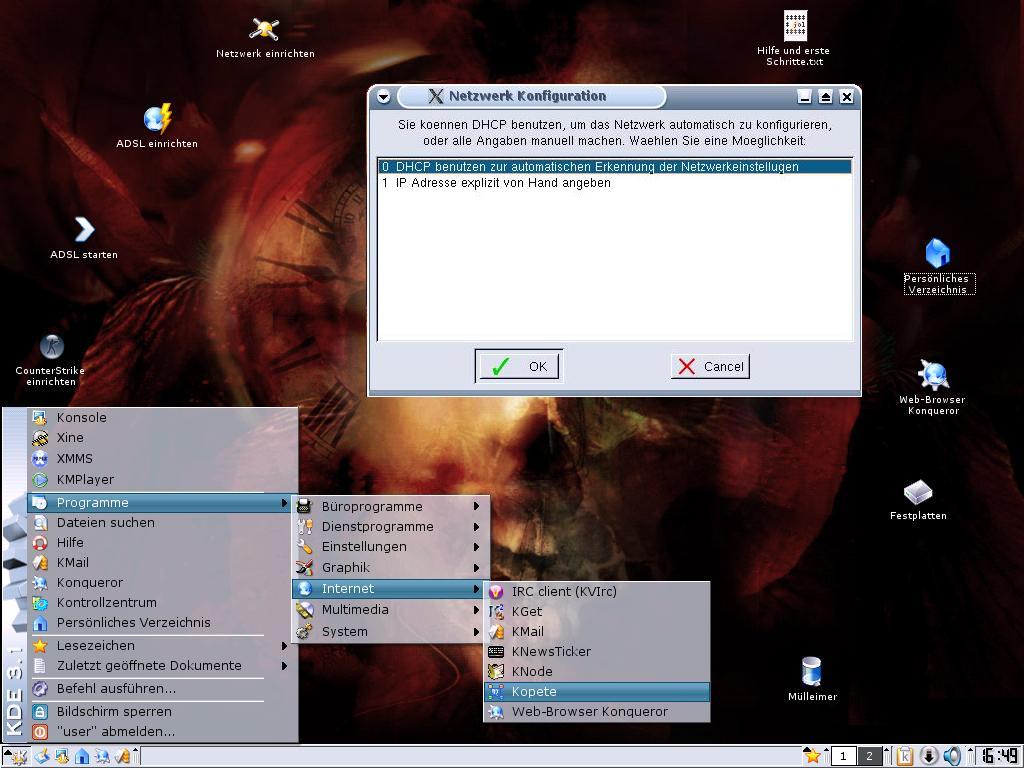 Netzwerk einrichten
Hilfe und erste
Schritte.txt
ADSL einrichten
ADSL starten
CounterStrike
einrichten
Netzwerk Konfiguration
Sie koennen DHCP benutzen, um das Netzwerk automatisch zu konfigurieren,
oder alle Angaben manuell machen. Waehlen Sie eine Moeglichkeit:
0 DHCP benutzen zur automatischen Erkennung der Netzwerkeinstellugen
1 IP Adresse explizit von Hand angeben
OK
Cancel
Persönliches
Verzeichnis
Web-Browser
Konqueror
Festplatten
Mülleimer
KDE 3.1
Konsole
Xine
XMMS
KMPlayer
Programme
Dateien suchen
Hilfe
KMail
Konqueror
Kontrollzentrum
Persönliches Verzeichnis
Lesezeichen
Zuletzt geöffnete Dokumente
Befehl ausführen...
Bildschirm sperren
"user" abmelden...
Büroprogramme
Dienstprogramme
Einstellungen
Graphik
Internet
Multimedia
System
IRC client (KVIrc)
KGet
KMail
KNewsTicker
KNode
Kopete
Web-Browser Konqueror
1
2
16:49